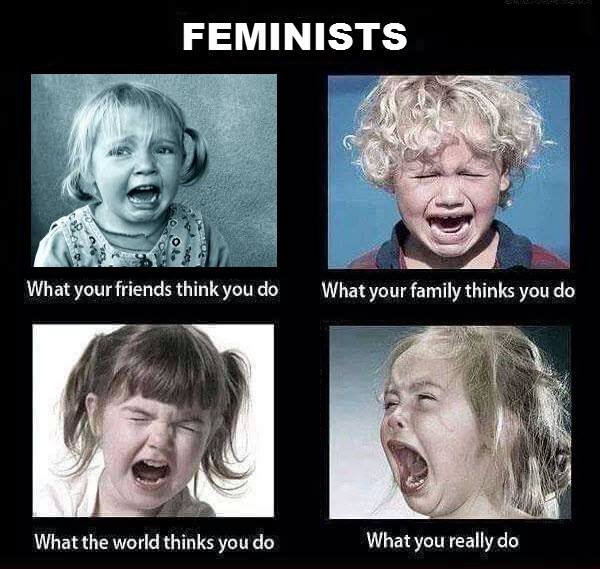 FEMINISTS
What your friends think you do
What your family thinks you do
What the world thinks you do
What you really do